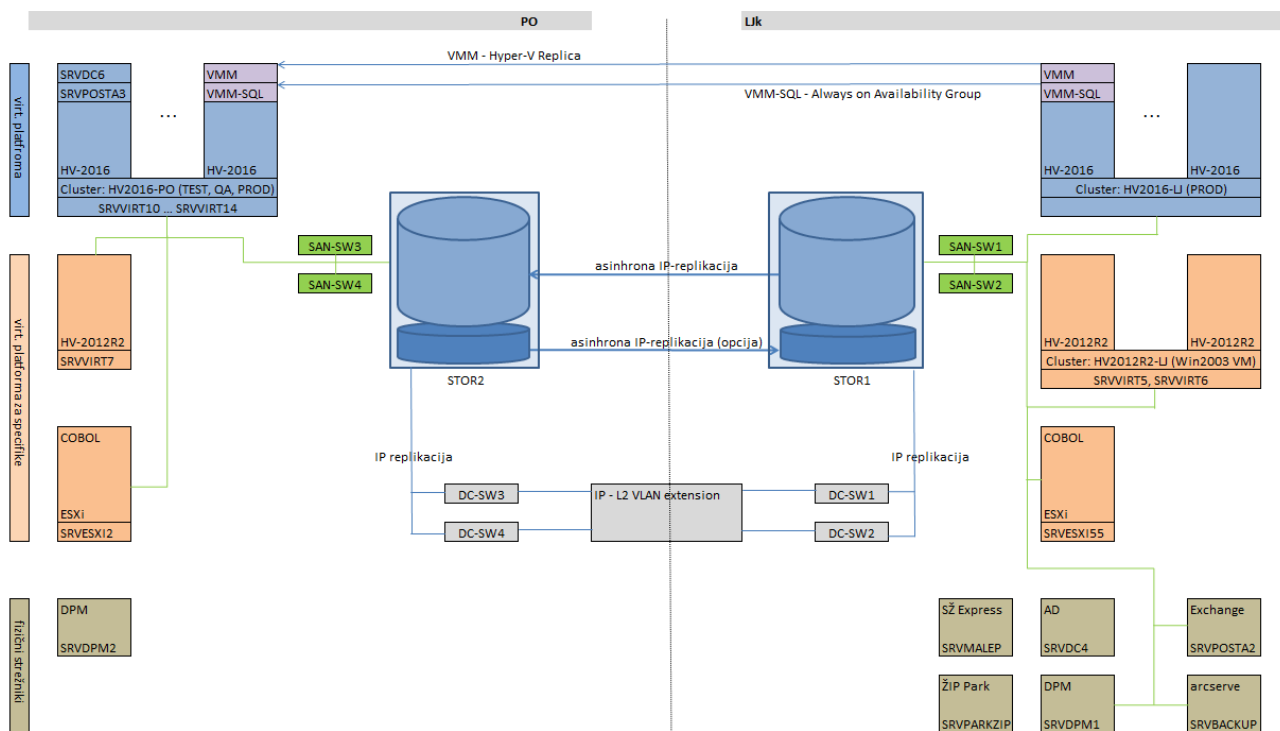 PO
LJk
virt. platfroma
SRVDC6
SRVPOSTA3
...
HV-2016
VMM
VMM-SQL
HV-2016
Cluster: HV2016-PO (TEST, QA, PROD)
SRVVIRT10 ... SRVVIRT14
VMM - Hyper-V Replica
VMM-SQL - Always on Availability Group
VMM
VMM-SQL
HV-2016
...
HV-2016
Cluster: HV2016-LJ (PROD)
SAN-SW3
SAN-SW4
STOR2
asinhrona IP-replikacija
asinhrona IP-replikacija (opcija)
STOR1
SAN-SW1
SAN-SW2
virt. platforma za specifike
HV-2012R2
SRVVIRT7
HV-2012R2
HV-2012R2
Cluster: HV2012R2-LJ (Win2003 VM)
SRVVIRT5, SRVVIRT6
COBOL
ESXi
SRVESXI2
IP replikacija
DC-SW3
DC-SW4
IP - L2 VLAN extension
IP replikacija
DC-SW1
DC-SW2
COBOL
ESXi
SRVESXI55
fizični strežniki
DPM
SRVDPM2
SŽ Express
SRVMALEP
AD
SRVDC4
Exchange
SRVPOSTA2
ŽIP Park
SRVPARKZIP
DPM
SRVDPM1
arcserve
SRVBACKUP